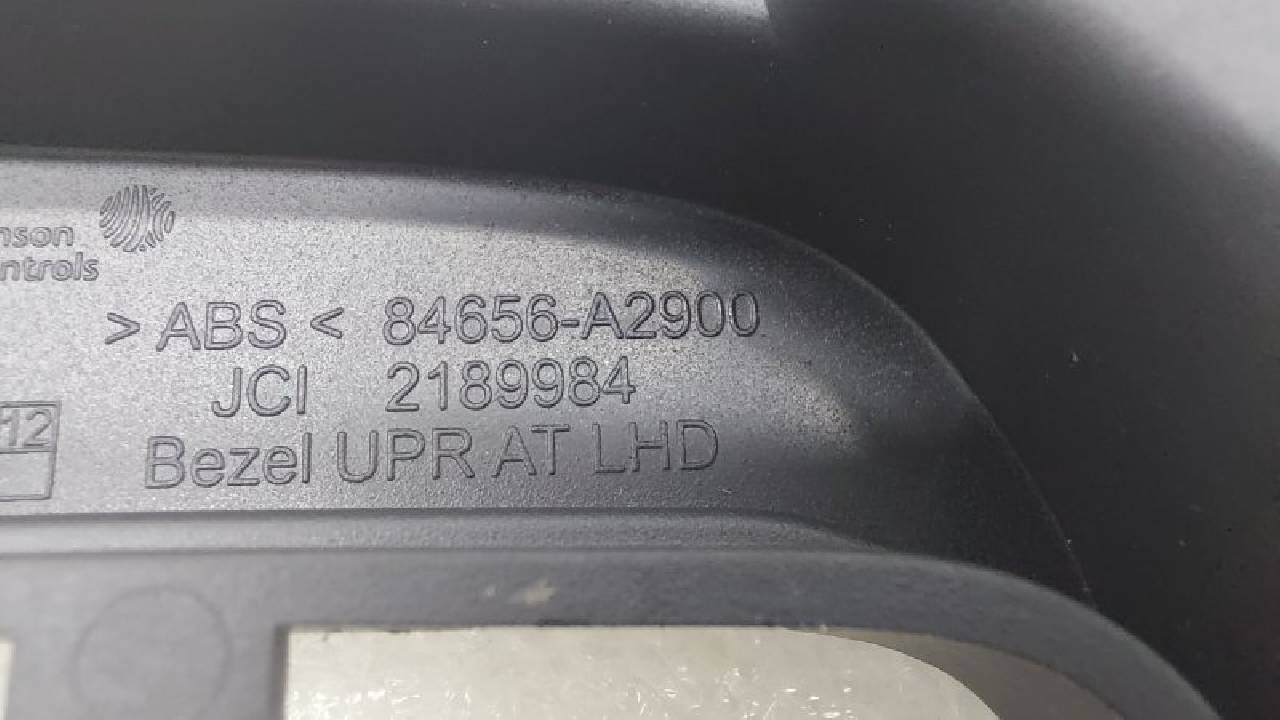 nson
ntrols
> ABS < 84656-A2900
JCI 2189984
12
Bezel UPR AT LHD